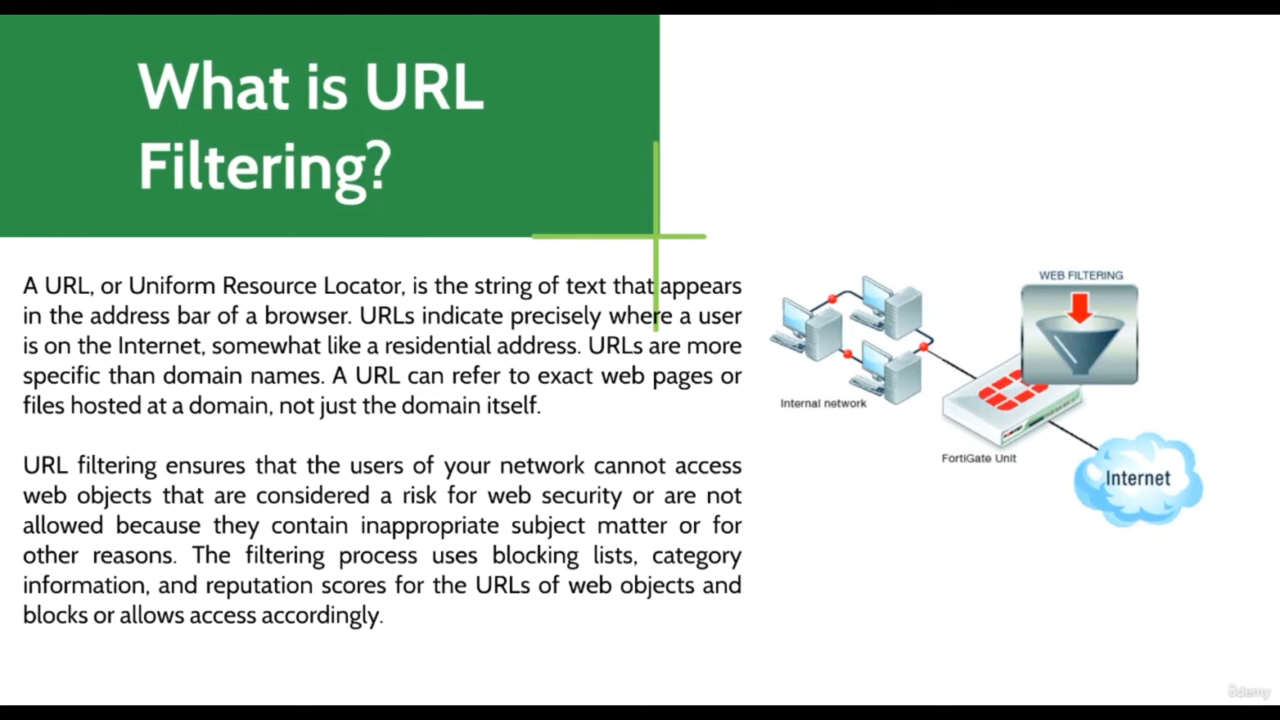 What is URL
Filtering?
A URL, or Uniform Resource Locator, is the string of text that appears
in the address bar of a browser. URLs indicate precisely where a user
is on the Internet, somewhat like a residential address. URLs are more
specific than domain names. A URL can refer to exact web pages or
files hosted at a domain, not just the domain itself.
URL filtering ensures that the users of your network cannot access
web objects that are considered a risk for web security or are not
allowed because they contain inappropriate subject matter or for
other reasons. The filtering process uses blocking lists, category
information, and reputation scores for the URLs of web objects and
blocks or allows access accordingly.
WEB FILTERING
Internal network
FortiGate Unit
Internet
ûdemy